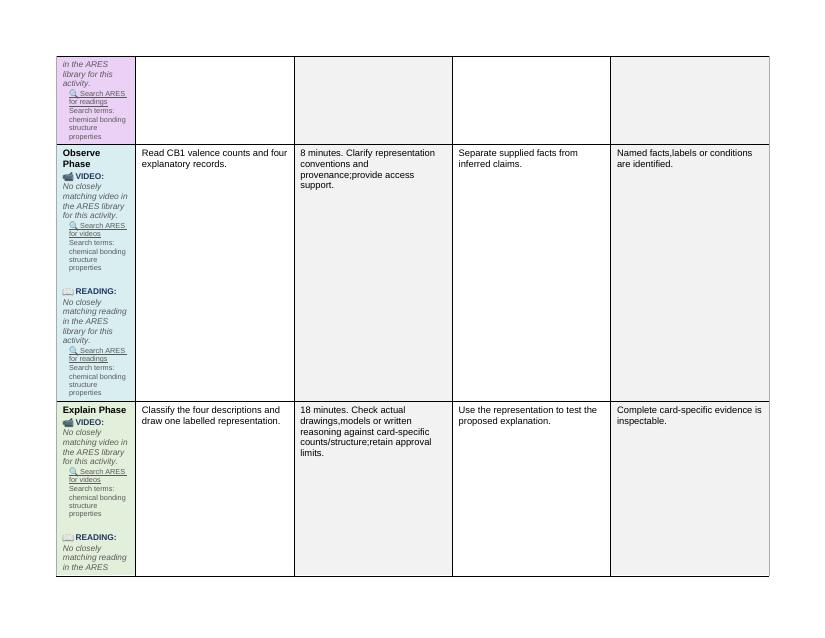 in the ARES
library for this
activity.
🔍 Search ARES
for readings
Search terms:
chemical bonding
structure
properties
Observe
Phase
📹 VIDEO:
No closely
matching video in
the ARES library
for this activity.
🔍 Search ARES
for videos
Search terms:
chemical bonding
structure
properties
📖 READING:
No closely
matching reading
in the ARES
library for this
activity.
🔍 Search ARES
for readings
Search terms:
chemical bonding
structure
properties
Read CB1 valence counts and four
explanatory records.
8 minutes. Clarify representation
conventions and
provenance;provide access
support.
Separate supplied facts from
inferred claims.
Named facts,labels or conditions
are identified.
Explain Phase
📹 VIDEO:
No closely
matching video in
the ARES library
for this activity.
🔍 Search ARES
for videos
Search terms:
chemical bonding
structure
properties
📖 READING:
No closely
matching reading
in the ARES
Classify the four descriptions and
draw one labelled representation.
18 minutes. Check actual
drawings,models or written
reasoning against card-specific
counts/structure;retain approval
limits.
Use the representation to test the
proposed explanation.
Complete card-specific evidence is
inspectable.